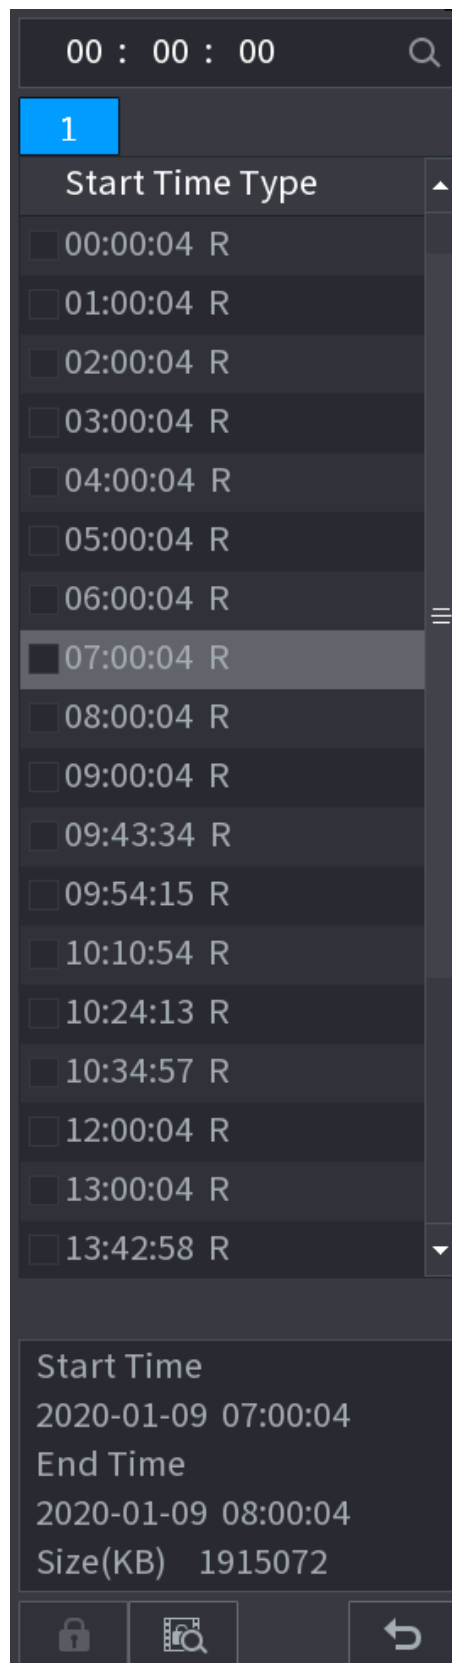 00 : 00 : 00
1
Start Time Type
00:00:04 R
01:00:04 R
02:00:04 R
03:00:04 R
04:00:04 R
05:00:04 R
06:00:04 R
07:00:04 R
08:00:04 R
09:00:04 R
09:43:34 R
09:54:15 R
10:10:54 R
10:24:13 R
10:34:57 R
12:00:04 R
13:00:04 R
13:42:58 R
Start Time
2020-01-09 07:00:04
End Time
2020-01-09 08:00:04
Size(KB) 1915072